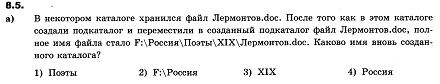 8.5.
а) В некотором каталоге хранился файл Лермонтов.doc. После того как в этом каталоге
создали подкаталог и переместили в созданный подкаталог файл Лермонтов.doc, пол-
ное имя файла стало F:\Россия\Поэты\XIX\Лермонтов.doc. Каково имя вновь создан-
ного каталога?
1) Поэты 2) F:\Россия 3) XIX 4) Россия